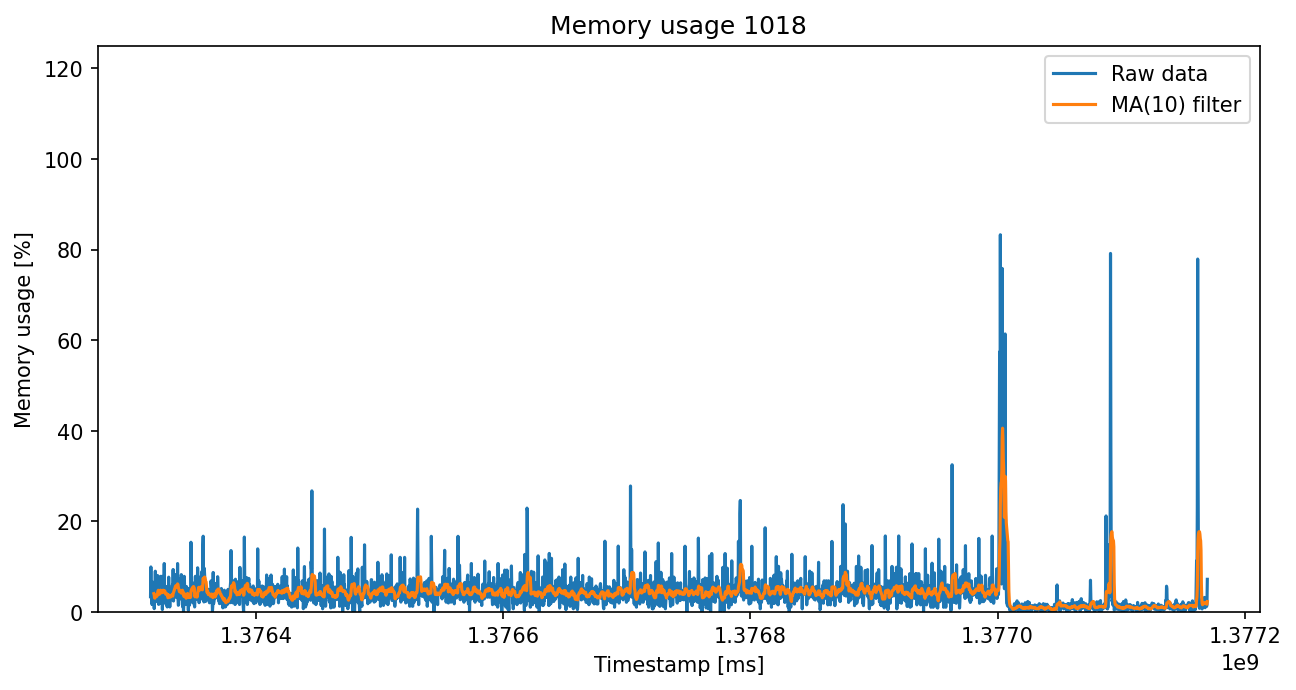 Memory usage 1018
Raw data
MA(10) filter
Memory usage [%]
120
100
80
60
40
20
0
1.3764 1.3766 1.3768 1.3770 1.3772
1e9
Timestamp [ms]